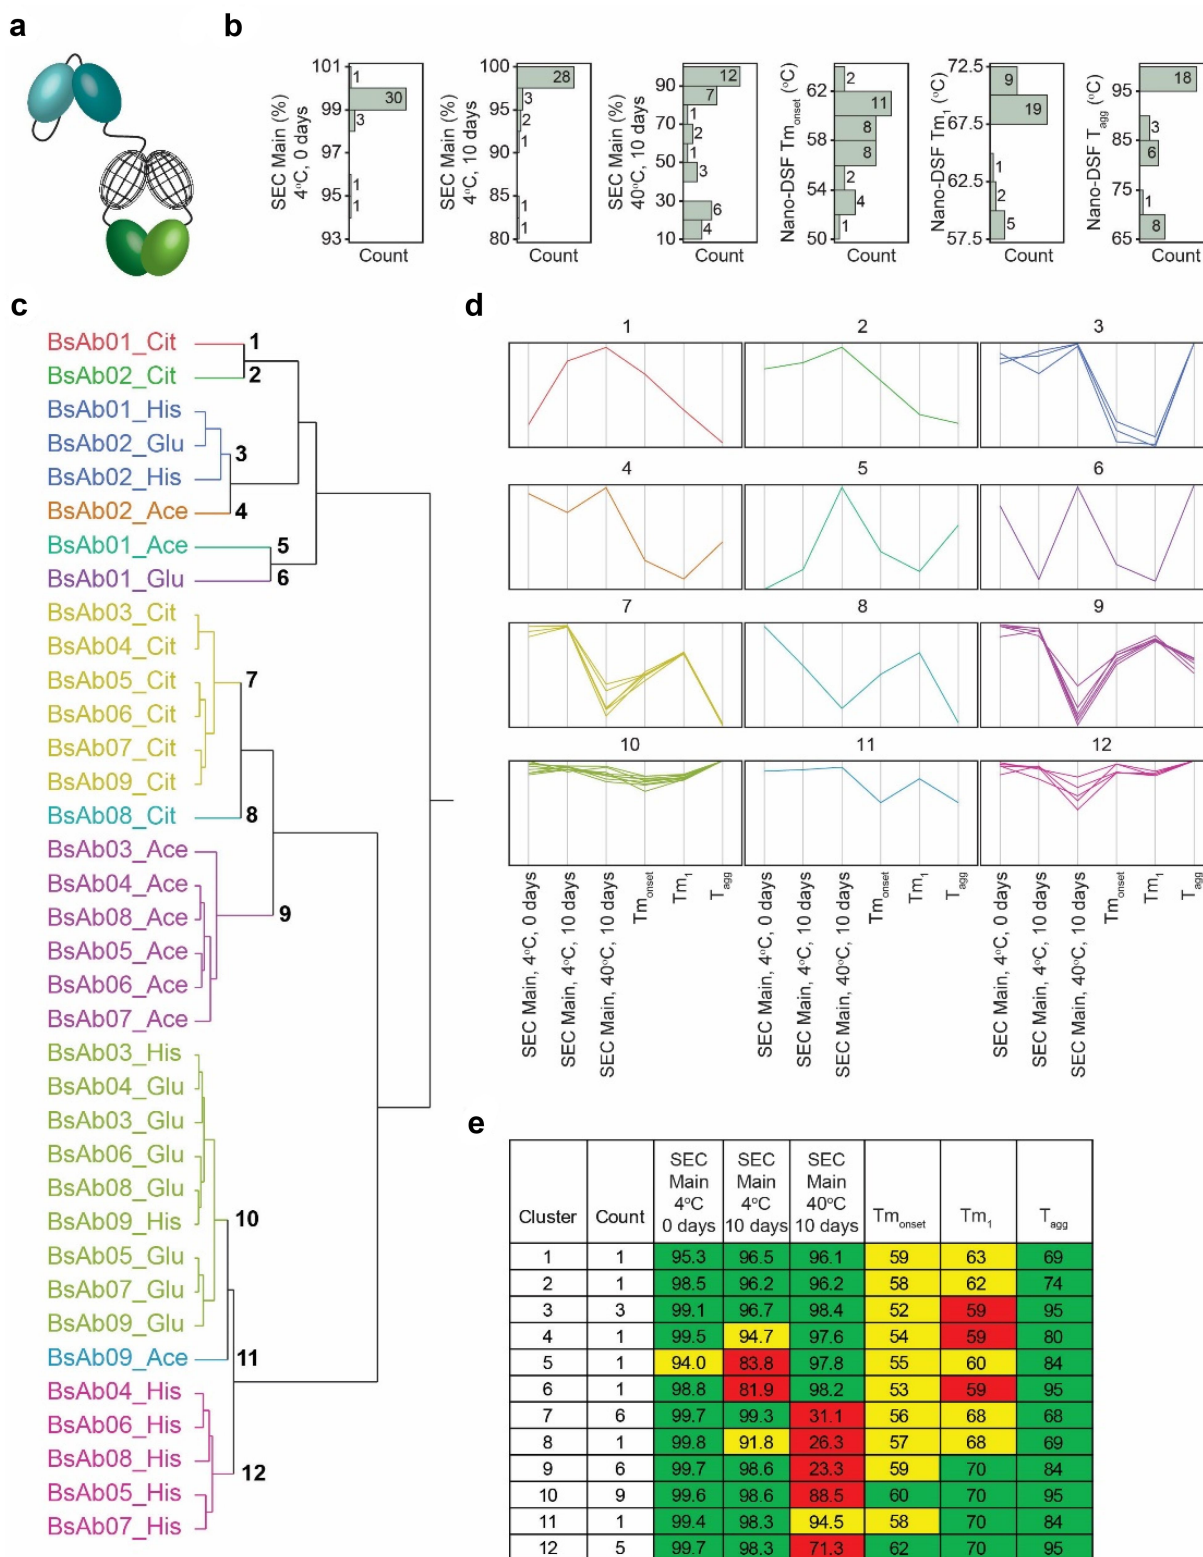 a
b
101
99
97
95
93
SEC Main (%)
4°C, 0 days
1
30
3
1
1
Count
100
95
90
85
80
SEC Main (%)
4°C, 10 days
28
3
2
1
1
1
Count
90
70
50
30
10
SEC Main (%)
40°C, 10 days
12
7
1
2
1
3
6
4
Count
62
58
54
50
Nano-DSF Tm onset (°C)
2
11
8
8
2
4
1
Count
72.5
67.5
62.5
57.5
Nano-DSF Tm1 (°C)
9
19
1
2
5
Count
95
85
75
65
Nano-DSF Tagg (°C)
18
3
6
1
8
Count
c
BsAb01_Cit 1
BsAb02_Cit 2
BsAb01_His
BsAb02_Glu 3
BsAb02_His
BsAb02_Ace 4
BsAb01_Ace 5
BsAb01_Glu 6
BsAb03_Cit
BsAb04_Cit
BsAb05_Cit 7
BsAb06_Cit
BsAb07_Cit
BsAb09_Cit
BsAb08_Cit 8
BsAb03_Ace
BsAb04_Ace
BsAb08_Ace 9
BsAb05_Ace
BsAb06_Ace
BsAb07_Ace
BsAb03_His
BsAb04_Glu
BsAb03_Glu
BsAb06_Glu
BsAb08_Glu
BsAb09_His 10
BsAb05_Glu
BsAb07_Glu
BsAb09_Glu
BsAb09_Ace 11
BsAb04_His
BsAb06_His
BsAb08_His 12
BsAb05_His
BsAb07_His
d
1 2 3
4 5 6
7 8 9
10 11 12
SEC Main, 4°C, 0 days
SEC Main, 4°C, 10 days
SEC Main, 40°C, 10 days
Tm onset
Tm1
Tagg
SEC Main, 4°C, 0 days
SEC Main, 4°C, 10 days
SEC Main, 40°C, 10 days
Tm onset
Tm1
Tagg
SEC Main, 4°C, 0 days
SEC Main, 4°C, 10 days
SEC Main, 40°C, 10 days
Tm onset
Tm1
Tagg
e
Cluster Count SEC Main 4°C 0 days SEC Main 4°C 10 days SEC Main 40°C 10 days Tm onset Tm1 Tagg
1 1 95.3 96.5 96.1 59 63 69
2 1 98.5 96.2 96.2 58 62 74
3 3 99.1 96.7 98.4 52 59 95
4 1 99.5 94.7 97.6 54 59 80
5 1 94.0 83.8 97.8 55 60 84
6 1 98.8 81.9 98.2 53 59 95
7 6 99.7 99.3 31.1 56 68 68
8 1 99.8 91.8 26.3 57 68 69
9 6 99.7 98.6 23.3 59 70 84
10 9 99.6 98.6 88.5 60 70 95
11 1 99.4 98.3 94.5 58 70 84
12 5 99.7 98.3 71.3 62 70 95